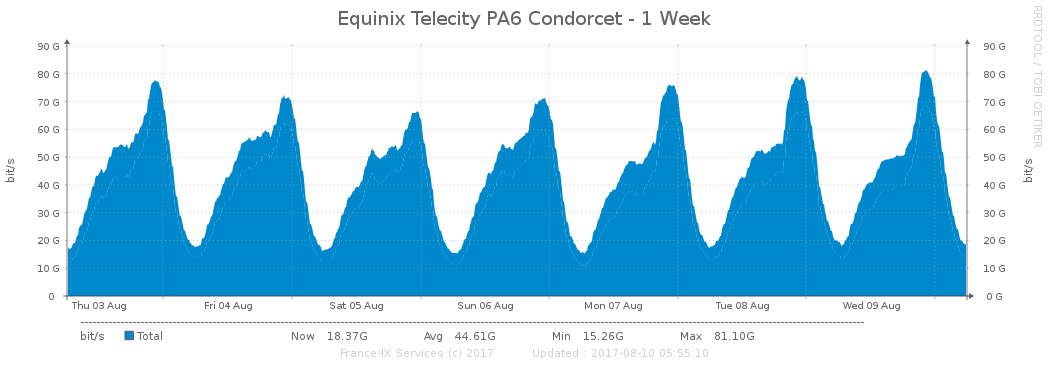 Equinix Telecity PA6 Condorcet - 1 Week
RRDTOOL / TOBI OETIKER
90 G 90 G
80 G 80 G
70 G 70 G
60 G 60 G
50 G 50 G
40 G 40 G
30 G 30 G
20 G 20 G
10 G 10 G
0 0 G
bit/s
bit/s
Thu 03 Aug Fri 04 Aug Sat 05 Aug Sun 06 Aug Mon 07 Aug Tue 08 Aug Wed 09 Aug
bit/s Total Now 18.37G Avg 44.61G Min 15.26G Max 81.10G
France-IX Services (c) 2017 Updated : 2017-08-10 05:55:10